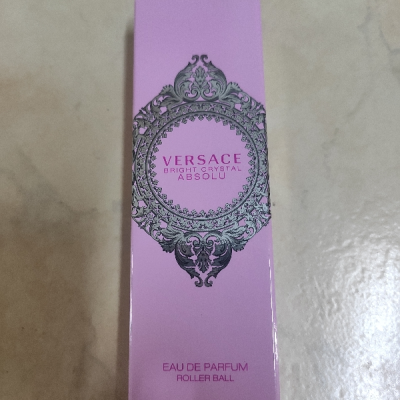 VERSACE
BRIGHT CRYSTAL
ABSOLU
EAU DE PARFUM
ROLLER BALL